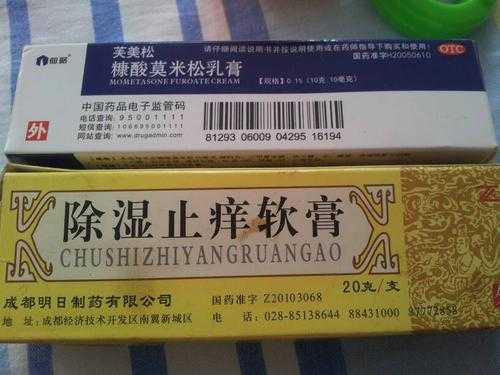 芙美松
糠酸莫米松乳膏
MOMETASONE FUROATE CREAM
请仔细阅读说明书并按说明使用或在药师指导下购买和使用!
OTC
国药准字H20050610
【规格】0.1%(10克:10毫克)
中国药品电子监管码
电话查询:95001111
短信查询:106695001111
网站查询:www.drugadmin.com
外
81293 06009 04295 16194
除湿止痒软膏
CHUSHIZHIYANGRUANGAO
20克/支
成都明日制药有限公司
国药准字 Z20103068
地 址:成都经济技术开发区南翼新城区
电 话:028-85138644 88431000 87772858